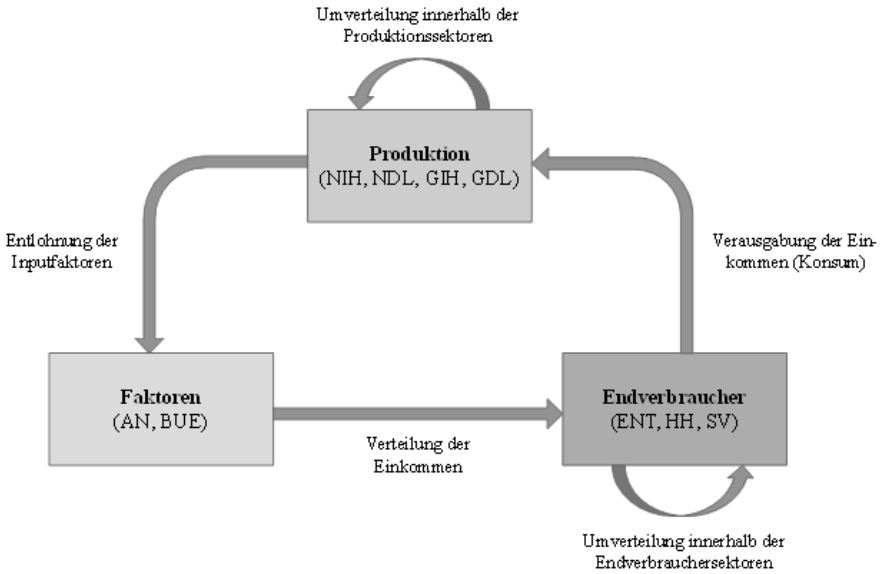 Umverteilung innerhalb der
Produktionssektoren
Produktion
(NIH, NDL, GIH, GDL)
Entlohnung der
Inputfaktoren
Verausgabung der Ein-
kommen (Konsum)
Faktoren
(AN, BUE)
Verteilung der
Einkommen
Endverbraucher
(ENT, HH, SV)
Umverteilung innerhalb der
Endverbrauchersektoren